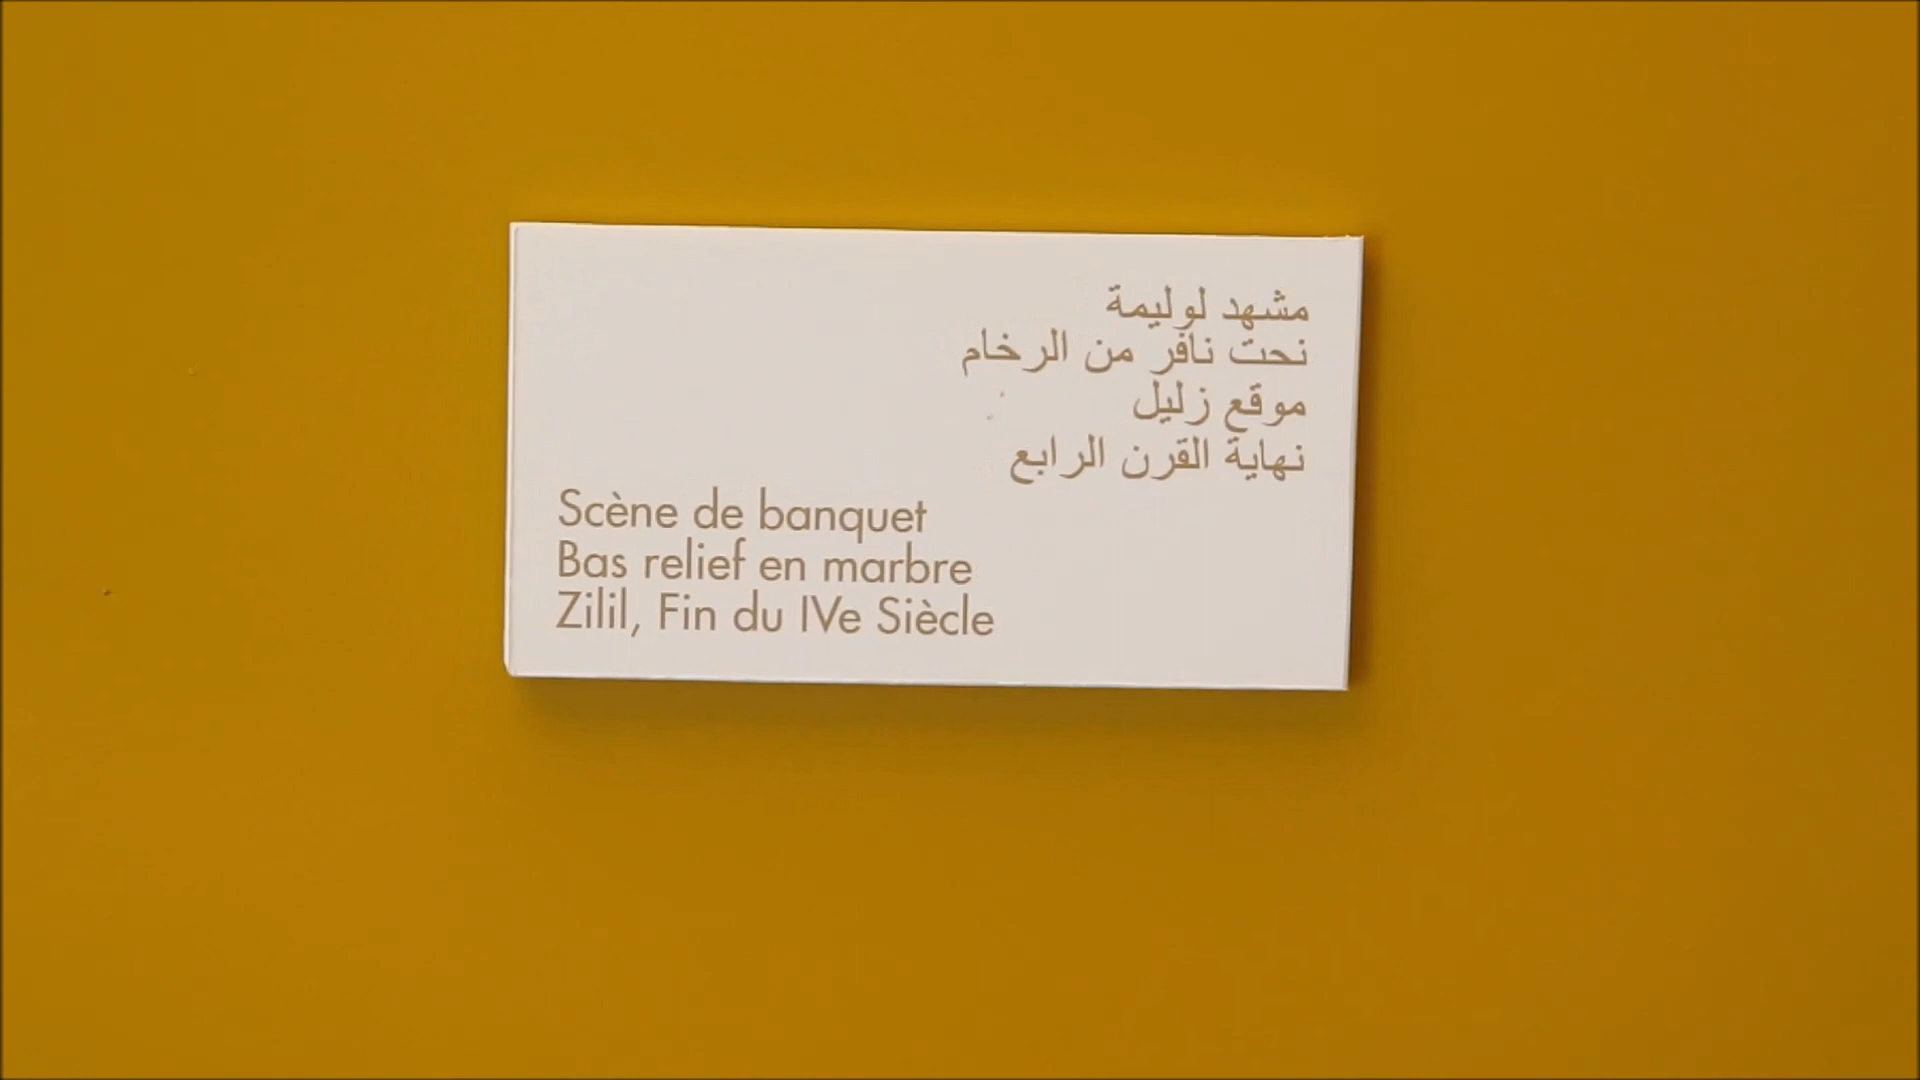 مشهد لوليمة
نحت نافر من الرخام
موقع زليل
نهاية القرن الرابع
Scène de banquet
Bas relief en marbre
Zilil, Fin du IVe Siècle